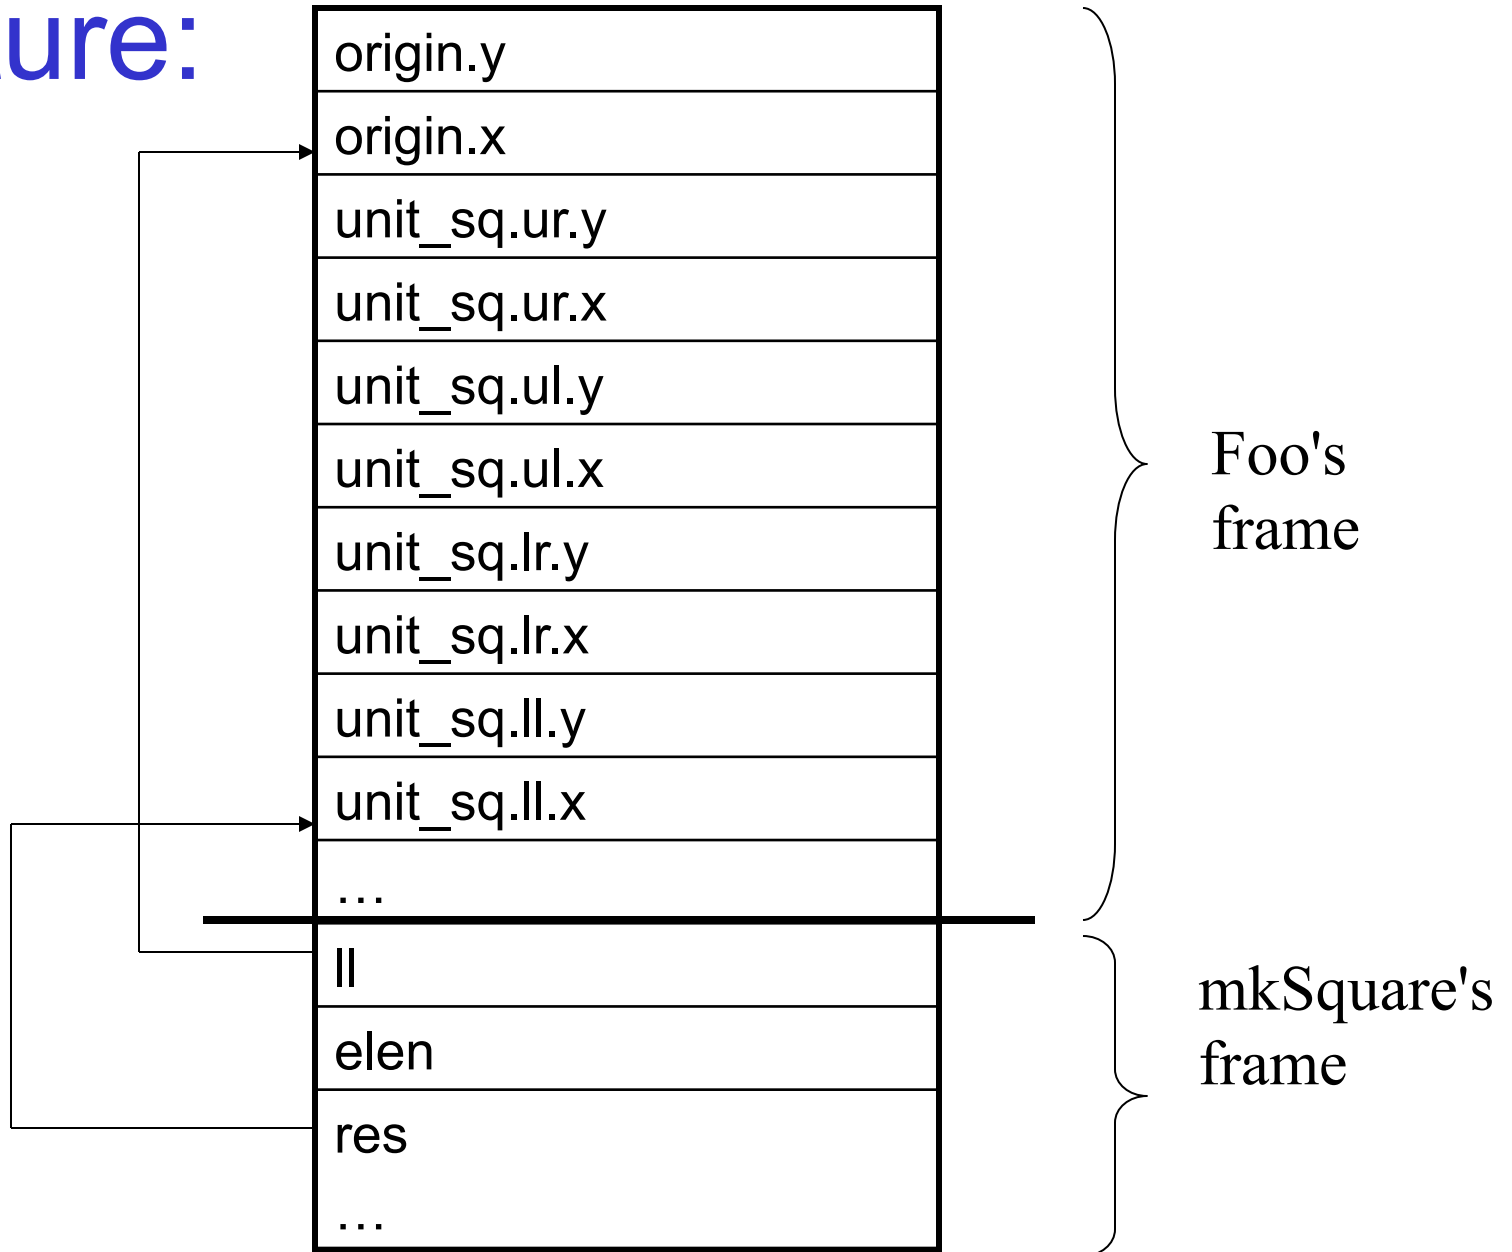 origin.y
origin.x
unit_sq.ur.y
unit_sq.ur.x
unit_sq.ul.y
unit_sq.ul.x
unit_sq.lr.y
unit_sq.lr.x
unit_sq.ll.y
unit_sq.ll.x
…
ll
elen
res
…
Foo's
frame
mkSquare's
frame